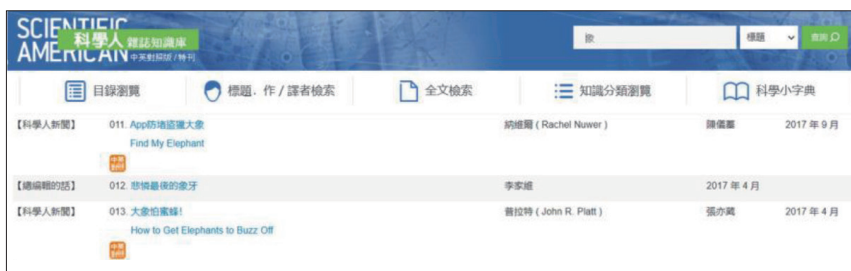 SCIENTIFIC
AMERICAN
科學人 雜誌知識庫
中英對照版/特刊
標題
查詢
目錄瀏覽
標題．作/譯者檢索
全文檢索
知識分類瀏覽
科學小字典
【科學人新聞】 011. App防堵盜獵大象 納維爾 ( Rachel Nuwer ) 2017 年 9 月
Find My Elephant
中英
【總編輯的話】 012. 悲憐最後的象牙 李家維 2017 年 4 月
【科學人新聞】 013. 大象怕蜜蜂! 普拉特 ( John R. Platt ) 張亦葳 2017 年 4 月
How to Get Elephants to Buzz Off
中英